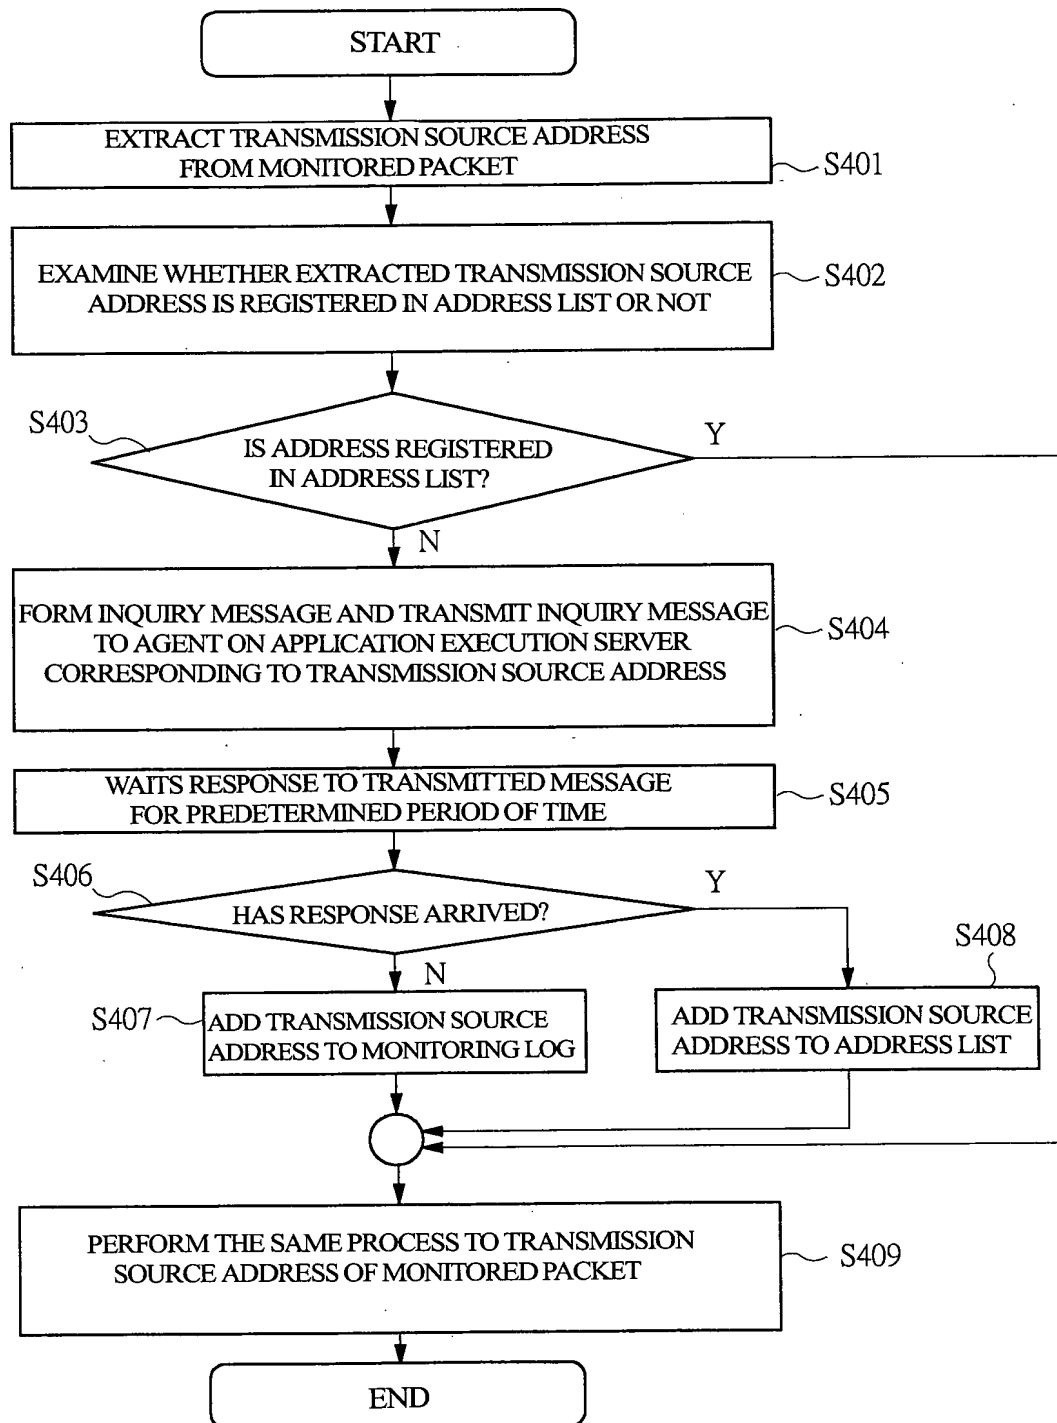 START
EXTRACT TRANSMISSION SOURCE ADDRESS
FROM MONITORED PACKET
S401
EXAMINE WHETHER EXTRACTED TRANSMISSION SOURCE
ADDRESS IS REGISTERED IN ADDRESS LIST OR NOT
S402
S403
IS ADDRESS REGISTERED
IN ADDRESS LIST?
Y
N
FORM INQUIRY MESSAGE AND TRANSMIT INQUIRY MESSAGE
TO AGENT ON APPLICATION EXECUTION SERVER
CORRESPONDING TO TRANSMISSION SOURCE ADDRESS
S404
WAITS RESPONSE TO TRANSMITTED MESSAGE
FOR PREDETERMINED PERIOD OF TIME
S405
S406
HAS RESPONSE ARRIVED?
Y
N
S407
ADD TRANSMISSION SOURCE
ADDRESS TO MONITORING LOG
S408
ADD TRANSMISSION SOURCE
ADDRESS TO ADDRESS LIST
PERFORM THE SAME PROCESS TO TRANSMISSION
SOURCE ADDRESS OF MONITORED PACKET
S409
END